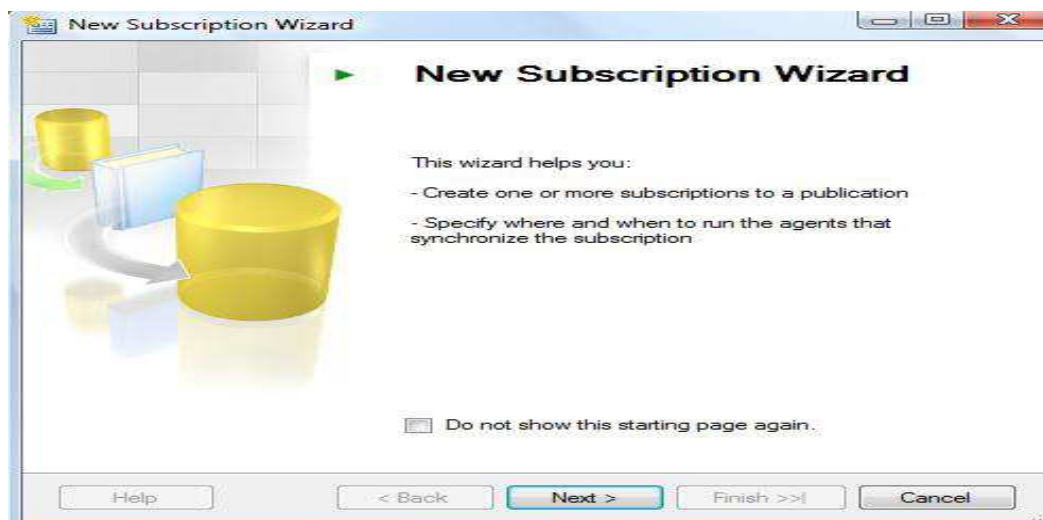 New Subscription Wizard
New Subscription Wizard
This wizard helps you:
- Create one or more subscriptions to a publication
- Specify where and when to run the agents that
synchronize the subscription
Do not show this starting page again.
Help
< Back
Next >
Finish >>|
Cancel